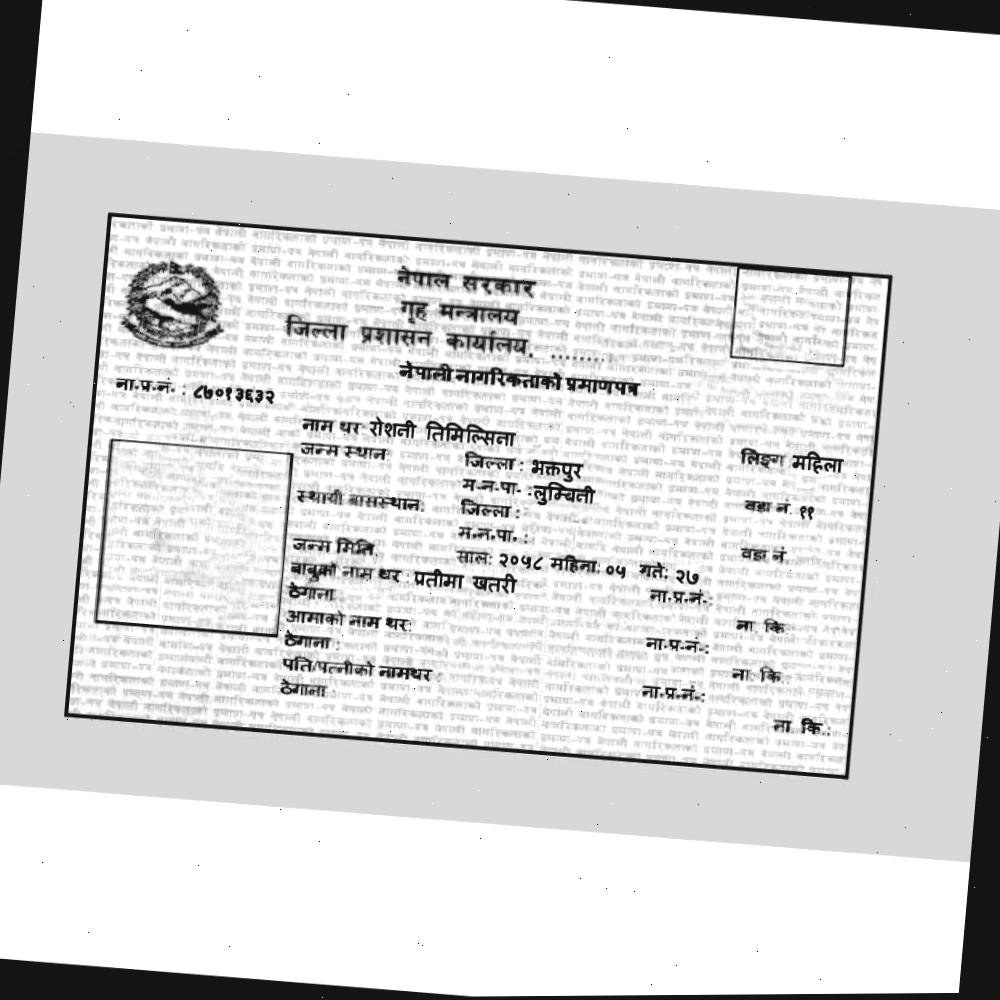 नेपाल सरकार
गृह मन्त्रालय
जिल्ला प्रशासन कार्यालय, .........
नेपाली नागरिकताको प्रमाणपत्र
ना.प्र.नं. : ८७०१३६३२
नाम थर रोशनी तिमिल्सिना
लिङ्ग महिला
जन्म स्थान जिल्ला : भक्तपुर
म.न.पा. : लुम्बिनी वडा नं. ११
स्थायी बासस्थान: जिल्ला :
म.न.पा. : वडा नं.
जन्म मिति: साल: २०५८ महिना: ०५ गते: २७
बाबुको नाम थर : प्रतीमा खतरी ना.प्र.नं.:
ठेगाना ना. कि
आमाको नाम थर: ना.प्र.नं.:
ठेगाना : ना. कि
पति/पत्नीको नामथर : ना.प्र.नं.:
ठेगाना : ना. कि.: